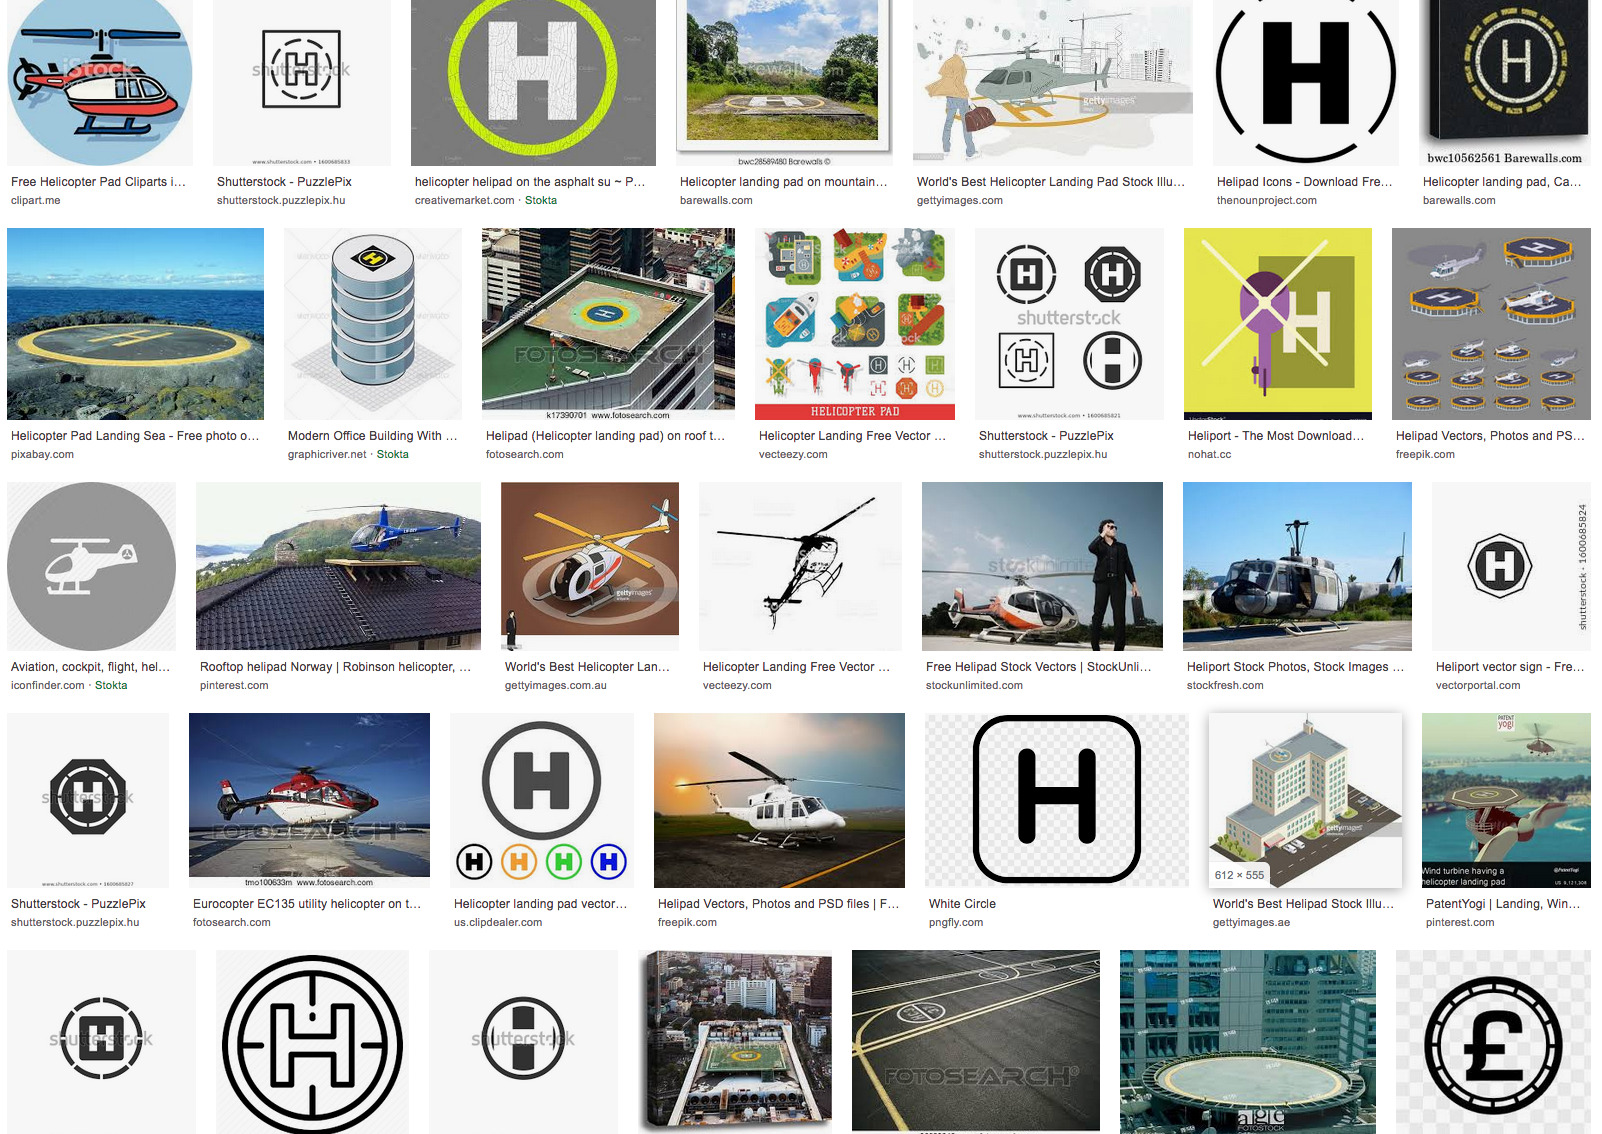 iStock
shutterstock
www.shutterstock.com • 1600685833
H
H
bwc28589480 Barewalls ©
gettyimages
H
H
bwc10562561 Barewalls.com
Free Helicopter Pad Cliparts i...
clipart.me
Shutterstock - PuzzlePix
shutterstock.puzzlepix.hu
helicopter helipad on the asphalt su ~ P...
creativemarket.com · Stokta
Helicopter landing pad on mountain...
barewalls.com
World's Best Helicopter Landing Pad Stock Illu...
gettyimages.com
Helipad Icons - Download Fre...
thenounproject.com
Helicopter landing pad, Ca...
barewalls.com
H
H
H
FOTOSEARCH
k17390701 www.fotosearch.com
HELICOPTER PAD
H
H
shutterstock
H
H
www.shutterstock.com • 1600685821
H
H
Helicopter Pad Landing Sea - Free photo o...
pixabay.com
Modern Office Building With ...
graphicriver.net · Stokta
Helipad (Helicopter landing pad) on roof t...
fotosearch.com
Helicopter Landing Free Vector ...
vecteezy.com
Shutterstock - PuzzlePix
shutterstock.puzzlepix.hu
Heliport - The Most Download...
nohat.cc
Helipad Vectors, Photos and PS...
freepik.com
gettyimages
stockunlimited
H
shutterstock · 1600685824
Aviation, cockpit, flight, hel...
iconfinder.com · Stokta
Rooftop helipad Norway | Robinson helicopter, ...
pinterest.com
World's Best Helicopter Lan...
gettyimages.com.au
Helicopter Landing Free Vector ...
vecteezy.com
Free Helipad Stock Vectors | StockUnli...
stockunlimited.com
Heliport Stock Photos, Stock Images ...
stockfresh.com
Heliport vector sign - Fre...
vectorportal.com
H
shutterstock
www.shutterstock.com • 1600685827
FOTOSEARCH
tmo100633m www.fotosearch.com
H
H H H H
H
gettyimages
612 × 555
PATENT
yogi
Wind turbine having a
helicopter landing pad
@PatentYogi
US 9,121,309
Shutterstock - PuzzlePix
shutterstock.puzzlepix.hu
Eurocopter EC135 utility helicopter on t...
fotosearch.com
Helicopter landing pad vector...
us.clipdealer.com
Helipad Vectors, Photos and PSD files | F...
freepik.com
White Circle
pngfly.com
World's Best Helipad Stock Illu...
gettyimages.ae
PatentYogi | Landing, Win...
pinterest.com
H
shutterstock
H
H
shutterstock
FOTOSEARCH
age
FOTOSTOCK
£